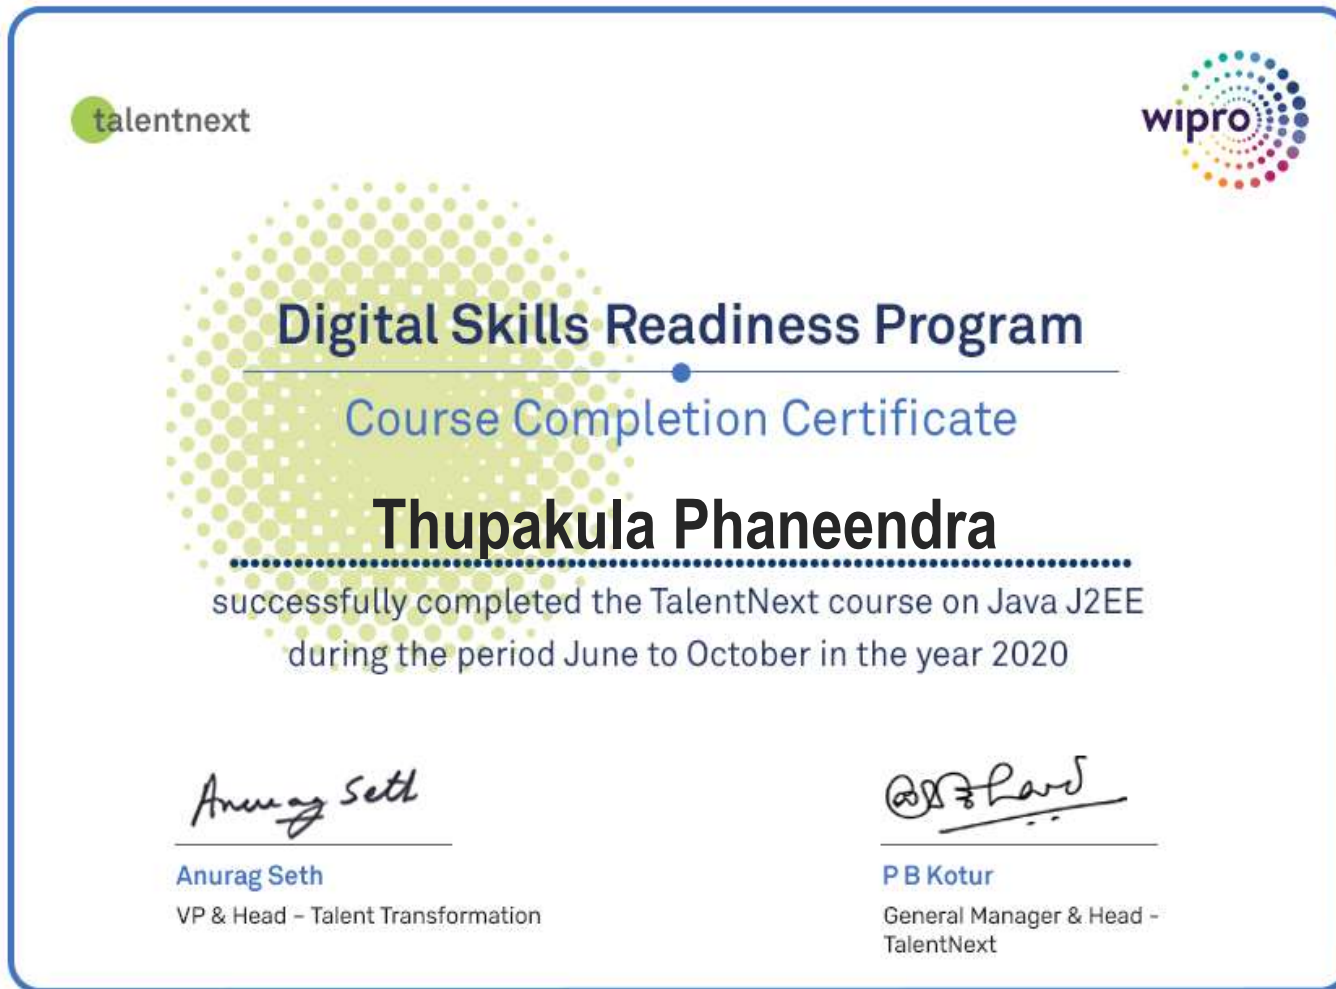 talentnext
wipro
Digital Skills Readiness Program
Course Completion Certificate
Thupakula Phaneendra
successfully completed the TalentNext course on Java J2EE
during the period June to October in the year 2020
Anurag Seth
Anurag Seth
VP & Head – Talent Transformation
P B Kotur
General Manager & Head -
TalentNext